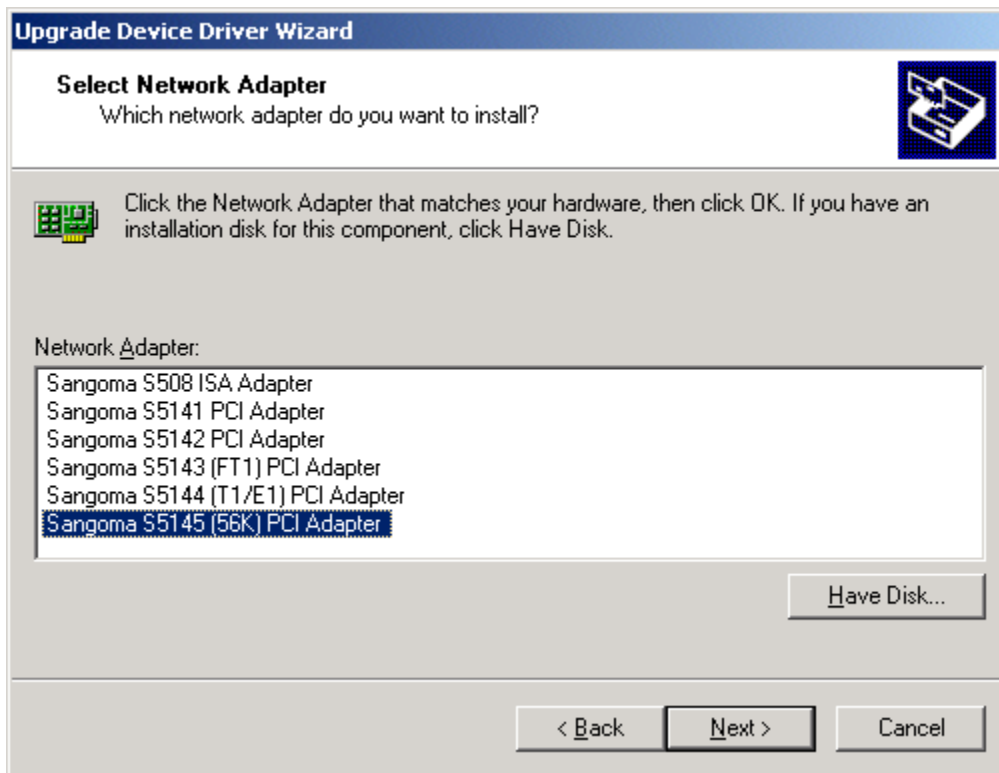 Upgrade Device Driver Wizard
Select Network Adapter
Which network adapter do you want to install?
Click the Network Adapter that matches your hardware, then click OK. If you have an
installation disk for this component, click Have Disk.
Network Adapter:
Sangoma S508 ISA Adapter
Sangoma S5141 PCI Adapter
Sangoma S5142 PCI Adapter
Sangoma S5143 (FT1) PCI Adapter
Sangoma S5144 (T1/E1) PCI Adapter
Sangoma S5145 (56K) PCI Adapter
Have Disk...
< Back
Next >
Cancel